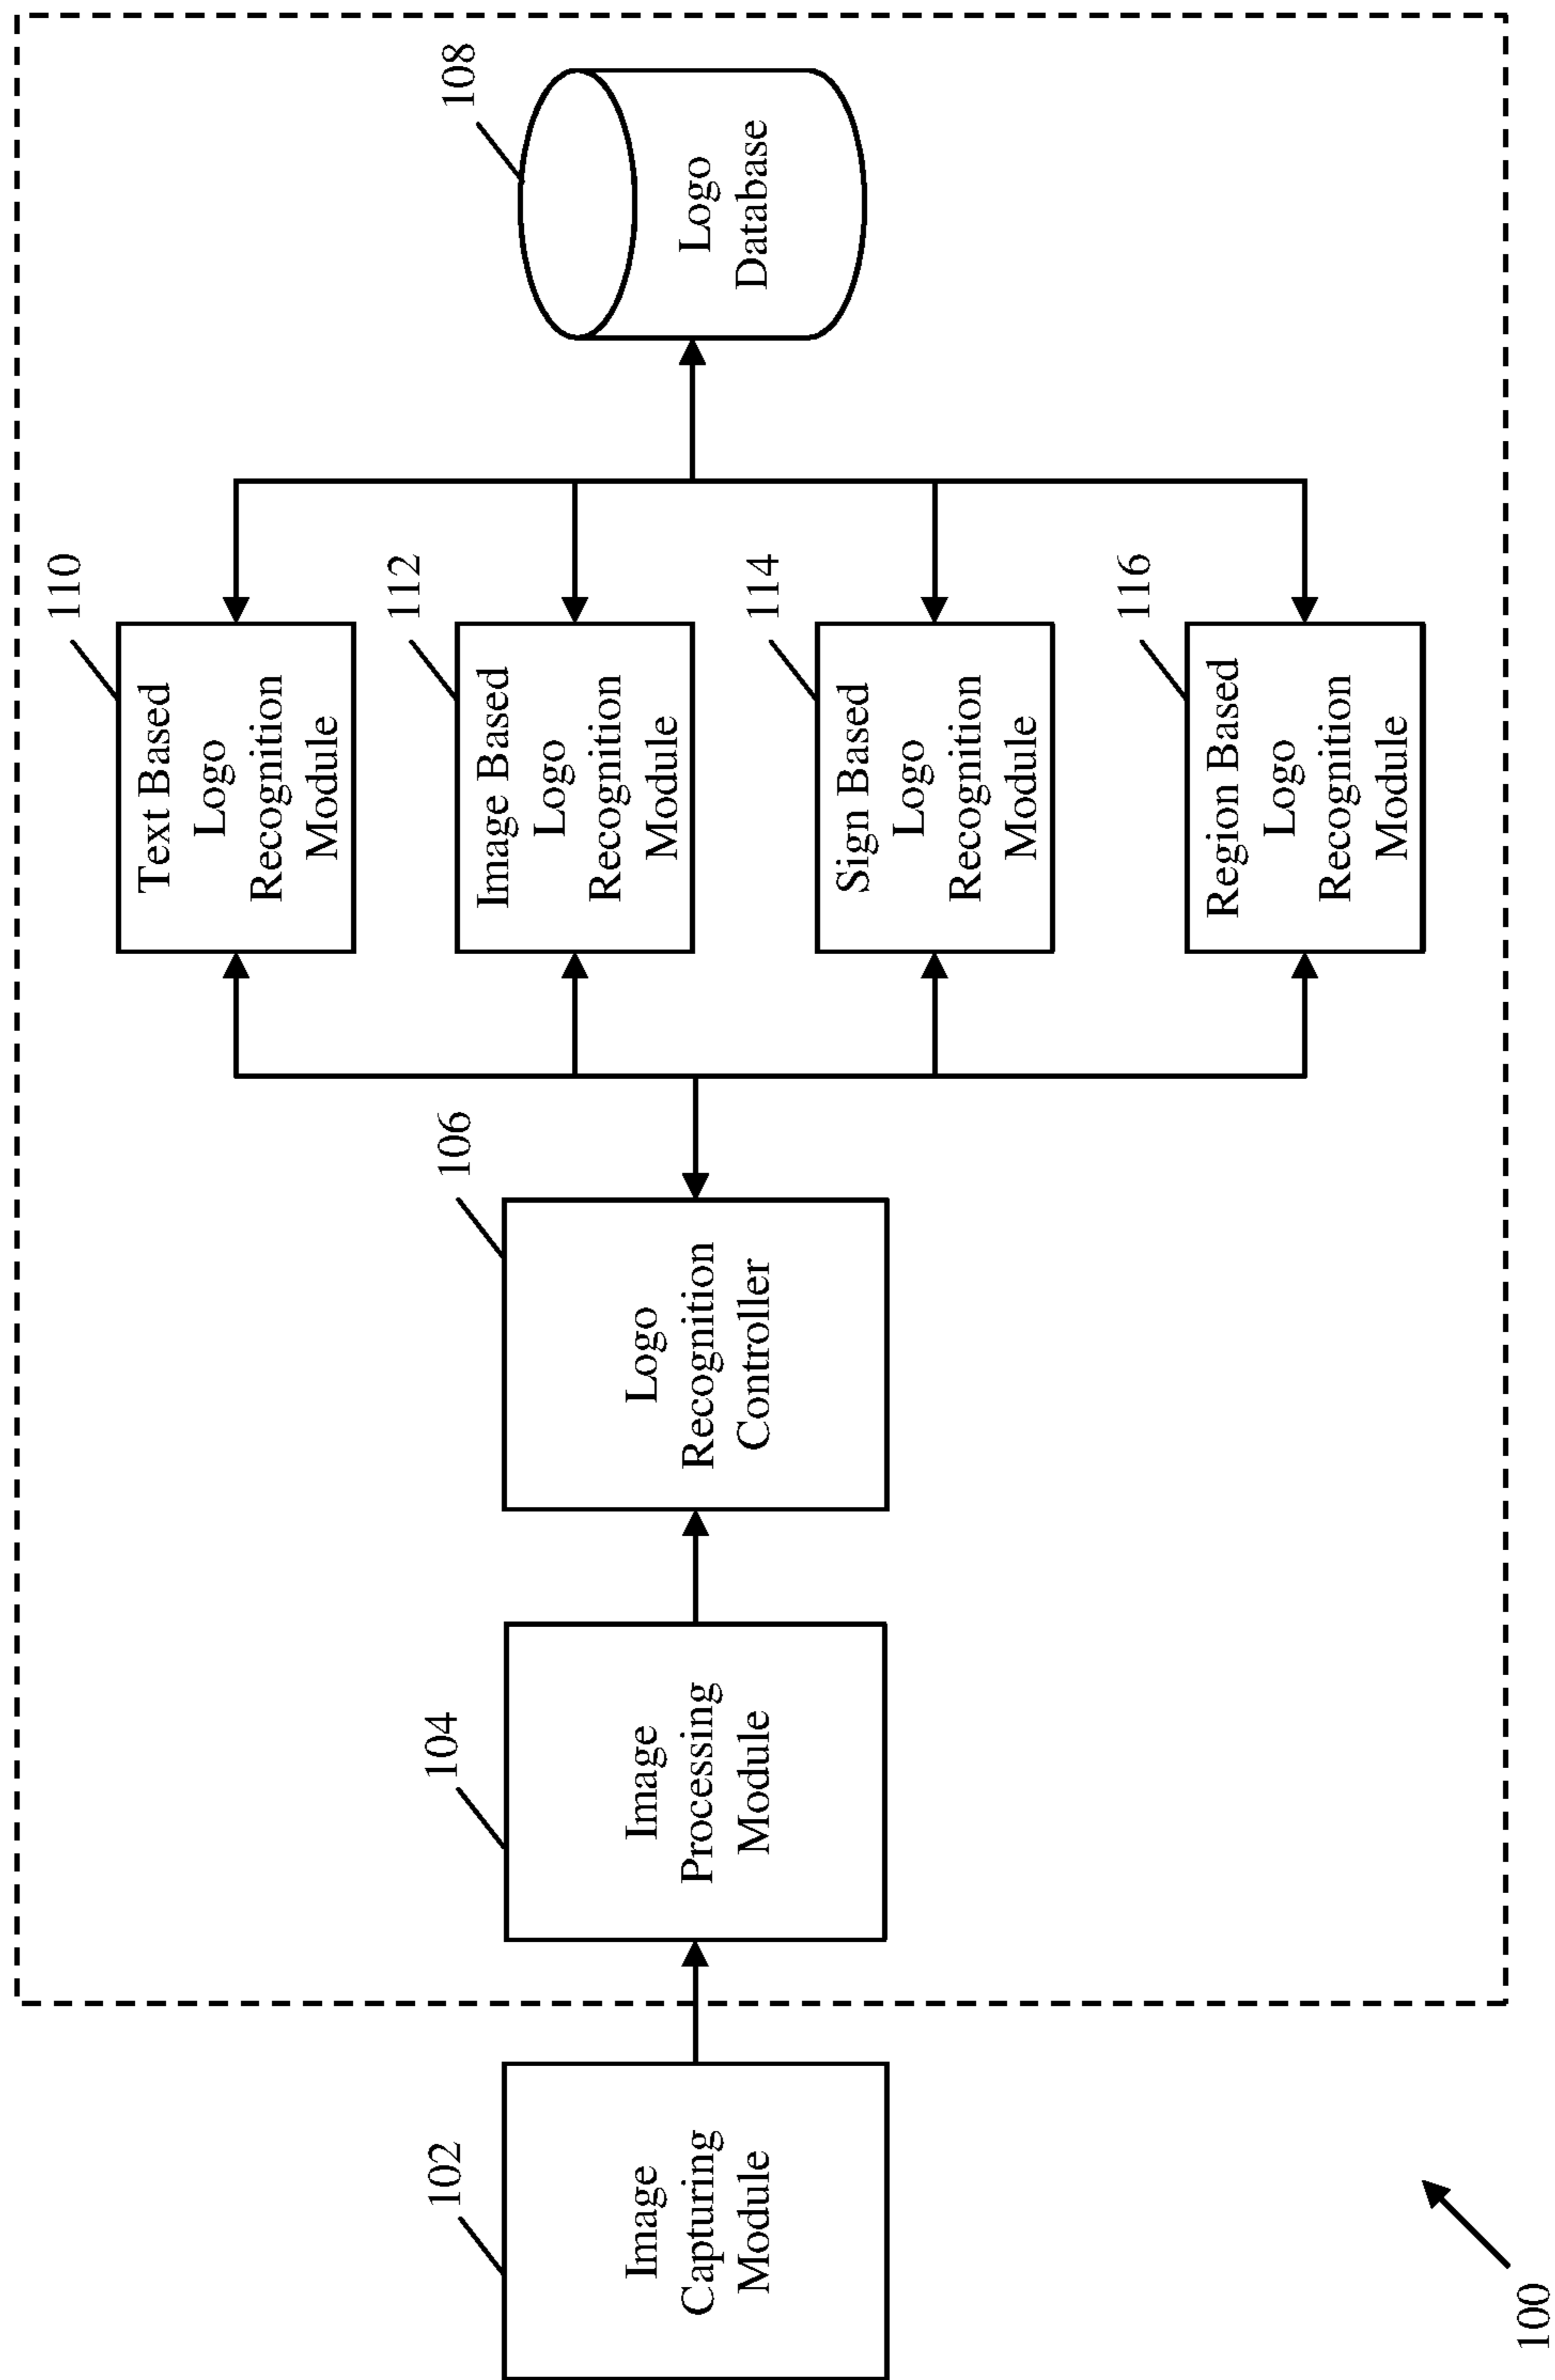 102
Image
Capturing
Module
104
Image
Processing
Module
106
Logo
Recognition
Controller
110
Text Based
Logo
Recognition
Module
112
Image Based
Logo
Recognition
Module
114
Sign Based
Logo
Recognition
Module
116
Region Based
Logo
Recognition
Module
108
Logo
Database
100